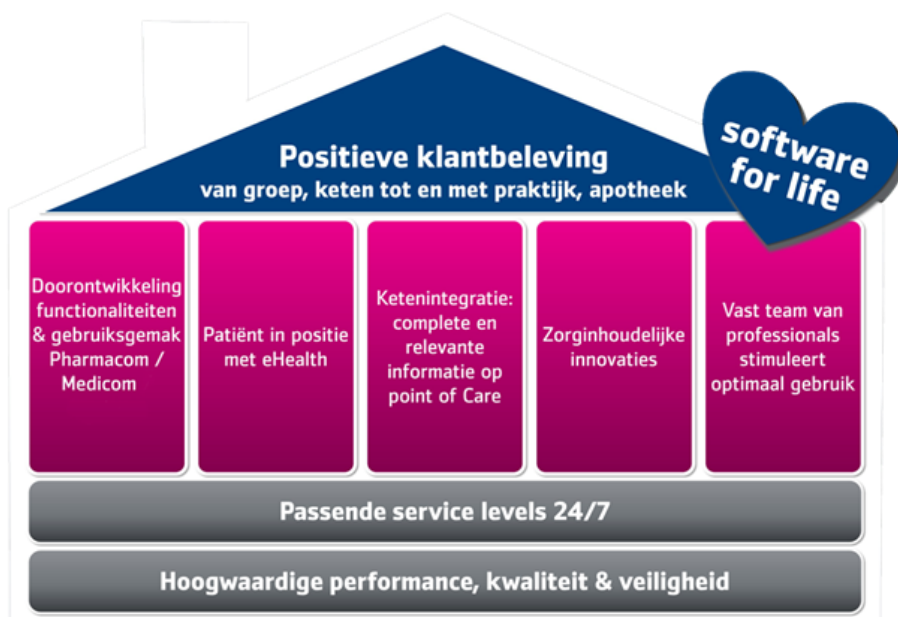 Positieve klantbeleving
van groep, keten tot en met praktijk, apotheek
software
for life
Doorontwikkeling
functionaliteiten
& gebruiksgemak
Pharmacom /
Medicom
Patiënt in positie
met eHealth
Ketenintegratie:
complete en
relevante
informatie op
point of Care
Zorginhoudelijke
innovaties
Vast team van
professionals
stimuleert
optimaal gebruik
Passende service levels 24/7
Hoogwaardige performance, kwaliteit & veiligheid